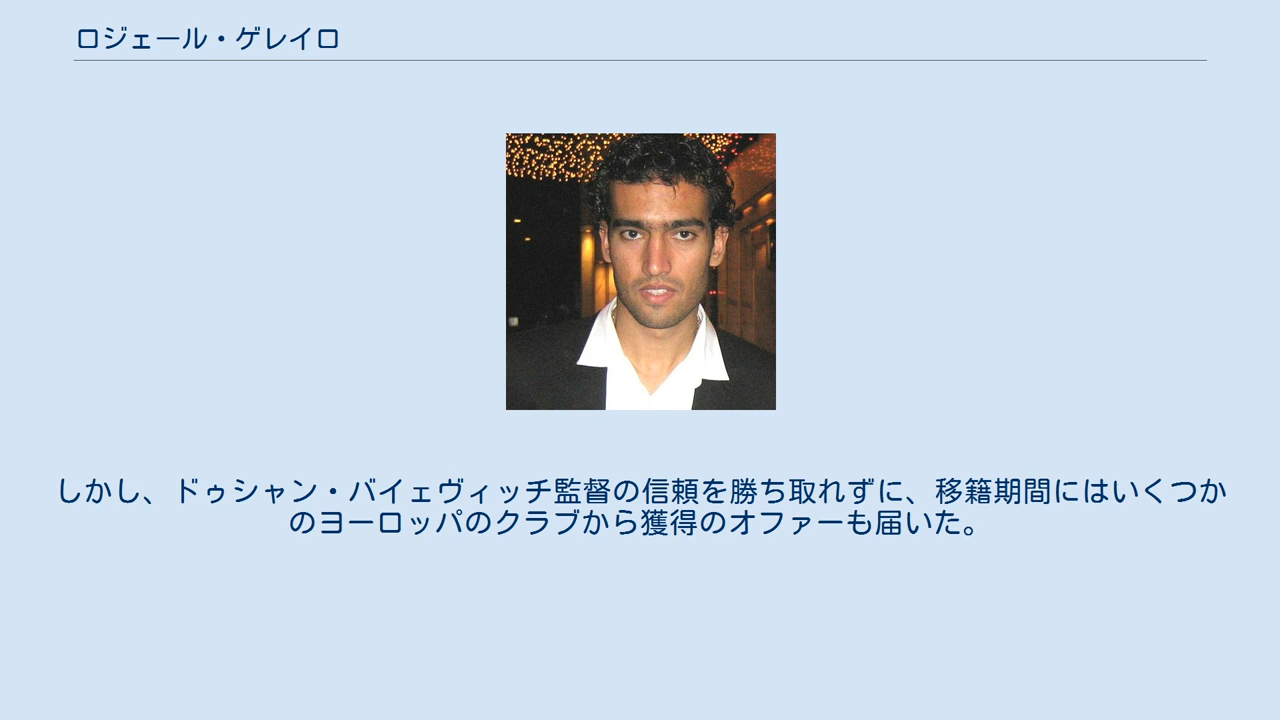 ロジェール・ゲレイロ
しかし、ドゥシャン・バイェヴィッチ監督の信頼を勝ち取れずに、移籍期間にはいくつか
のヨーロッパのクラブから獲得のオファーも届いた。